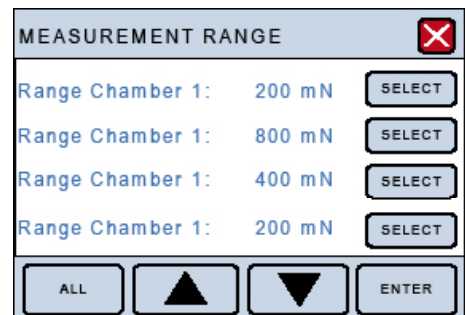 MEASUREMENT RANGE
Range Chamber 1: 200 mN SELECT
Range Chamber 1: 800 mN SELECT
Range Chamber 1: 400 mN SELECT
Range Chamber 1: 200 mN SELECT
ALL ENTER